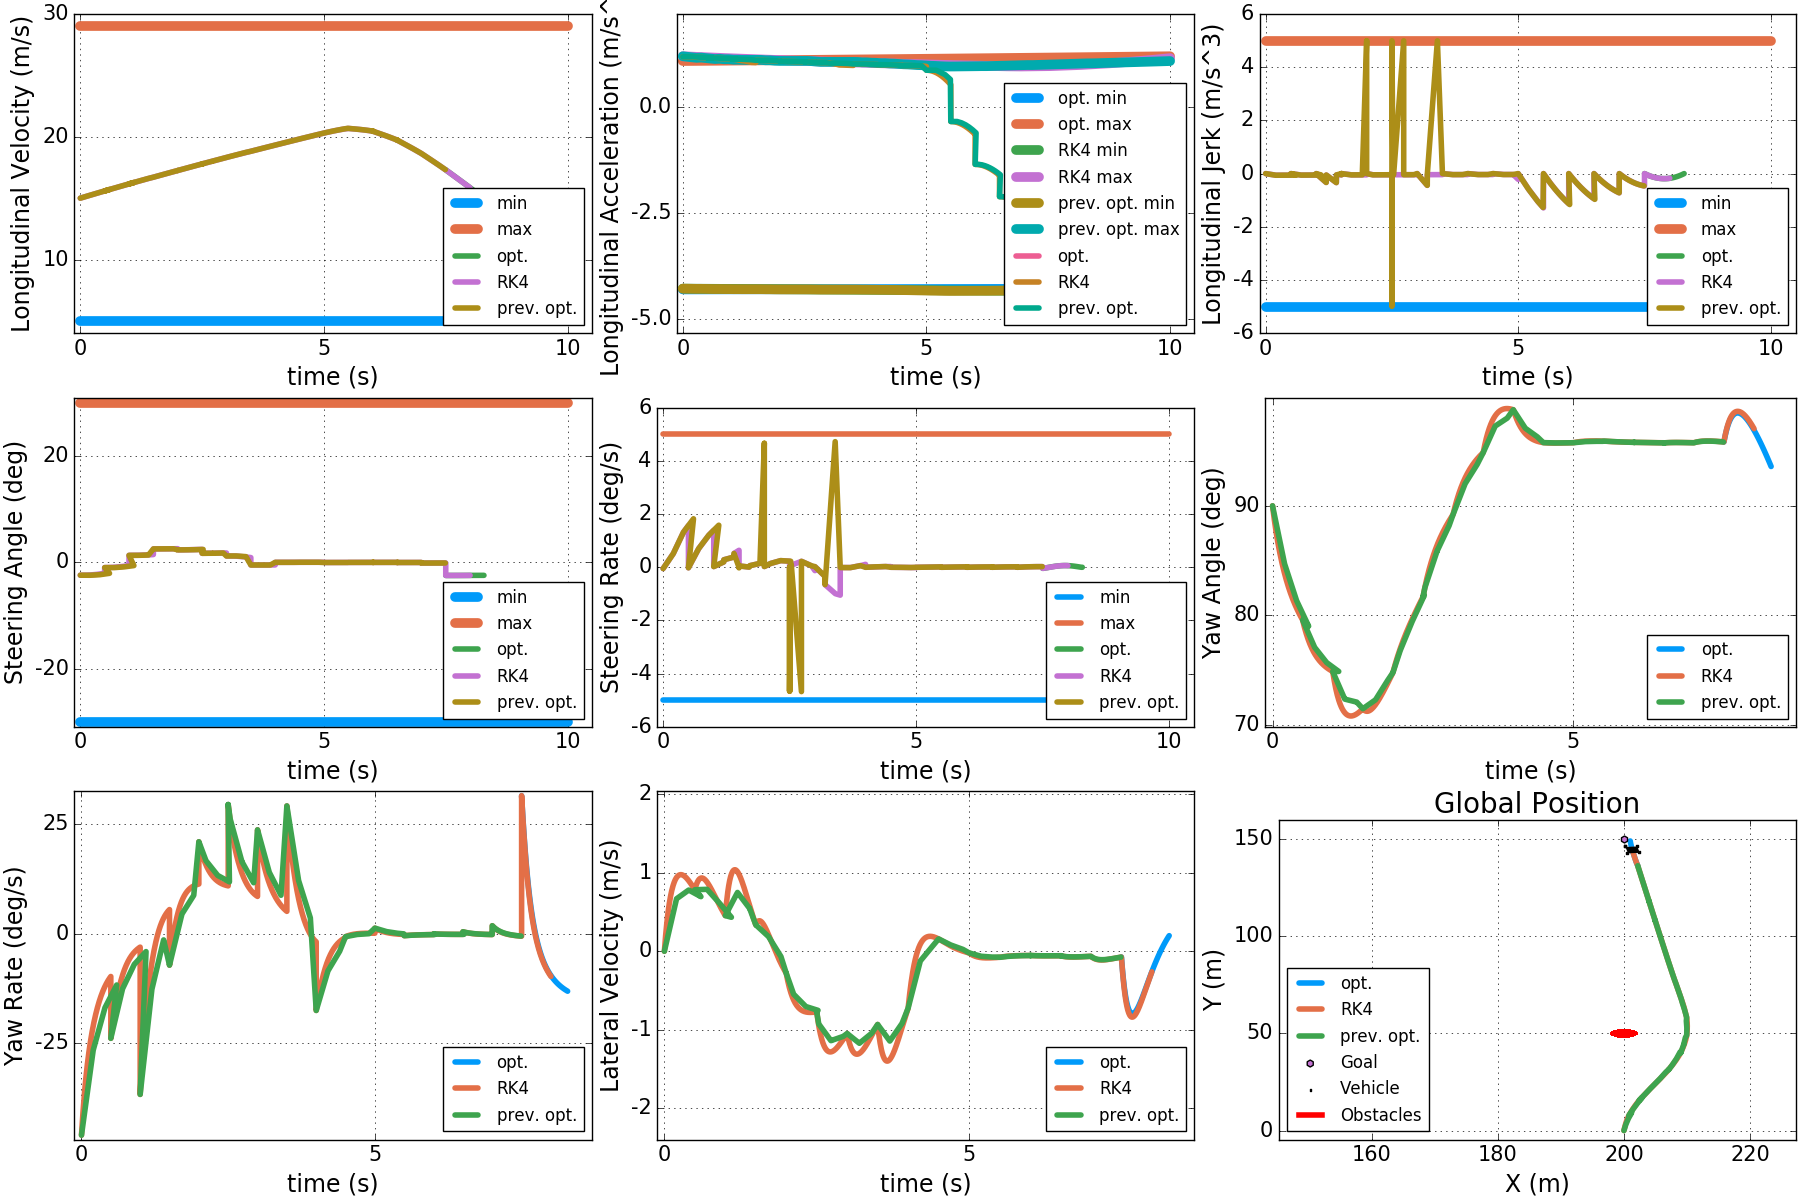 30
20
10
Longitudinal Velocity (m/s)
min
max
opt.
RK4
prev. opt.
0
5
10
time (s)
0.0
-2.5
-5.0
Longitudinal Acceleration (m/s^
opt. min
opt. max
RK4 min
RK4 max
prev. opt. min
prev. opt. max
opt.
RK4
prev. opt.
0
5
10
time (s)
6
4
2
0
-2
-4
-6
Longitudinal Jerk (m/s^3)
min
max
opt.
RK4
prev. opt.
0
5
10
time (s)
20
0
-20
Steering Angle (deg)
min
max
opt.
RK4
prev. opt.
0
5
10
time (s)
6
4
2
0
-2
-4
-6
Steering Rate (deg/s)
min
max
opt.
RK4
prev. opt.
0
5
10
time (s)
90
80
70
Yaw Angle (deg)
opt.
RK4
prev. opt.
0
5
time (s)
25
0
-25
Yaw Rate (deg/s)
opt.
RK4
prev. opt.
0
5
time (s)
2
1
0
-1
-2
Lateral Velocity (m/s)
opt.
RK4
prev. opt.
0
5
time (s)
Global Position
150
100
50
0
Y (m)
opt.
RK4
prev. opt.
Goal
Vehicle
Obstacles
160
180
200
220
X (m)